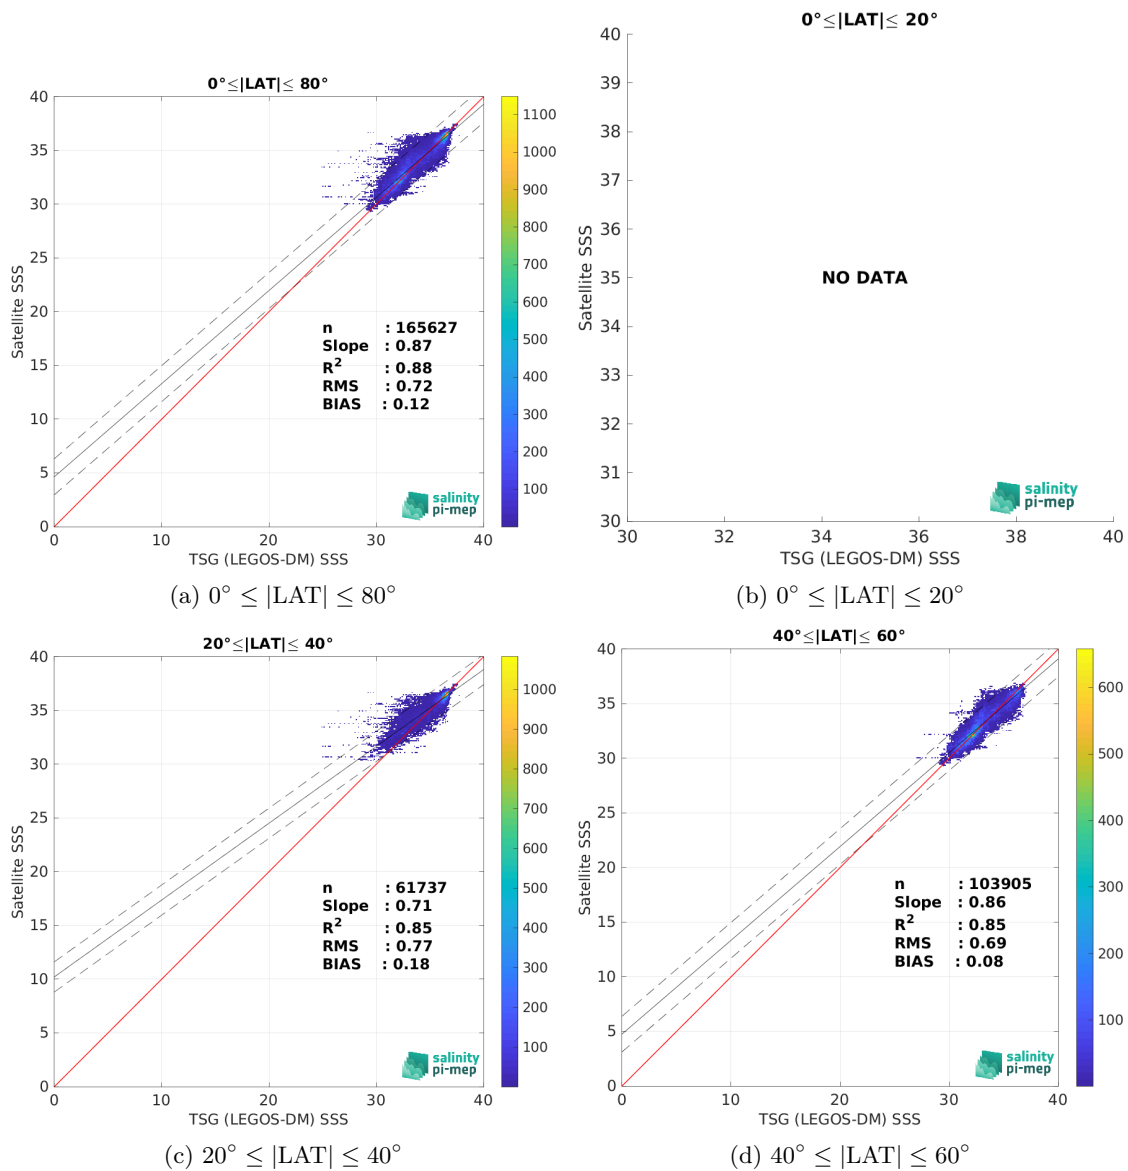 0°≤|LAT|≤ 80°
40
35
30
25
20
15
10
5
0
Satellite SSS
n : 165627
Slope : 0.87
R² : 0.88
RMS : 0.72
BIAS : 0.12
salinity
pi-mep
0 10 20 30 40
TSG (LEGOS-DM) SSS
1100
1000
900
800
700
600
500
400
300
200
100
(a) 0° ≤ |LAT| ≤ 80°
0°≤|LAT|≤ 20°
40
39
38
37
36
35
34
33
32
31
30
Satellite SSS
NO DATA
salinity
pi-mep
30 32 34 36 38 40
TSG (LEGOS-DM) SSS
(b) 0° ≤ |LAT| ≤ 20°
20°≤|LAT|≤ 40°
40
35
30
25
20
15
10
5
0
Satellite SSS
n : 61737
Slope : 0.71
R² : 0.85
RMS : 0.77
BIAS : 0.18
salinity
pi-mep
0 10 20 30 40
TSG (LEGOS-DM) SSS
1000
900
800
700
600
500
400
300
200
100
(c) 20° ≤ |LAT| ≤ 40°
40°≤|LAT|≤ 60°
40
35
30
25
20
15
10
5
0
Satellite SSS
n : 103905
Slope : 0.86
R² : 0.85
RMS : 0.69
BIAS : 0.08
salinity
pi-mep
0 10 20 30 40
TSG (LEGOS-DM) SSS
600
500
400
300
200
100
(d) 40° ≤ |LAT| ≤ 60°